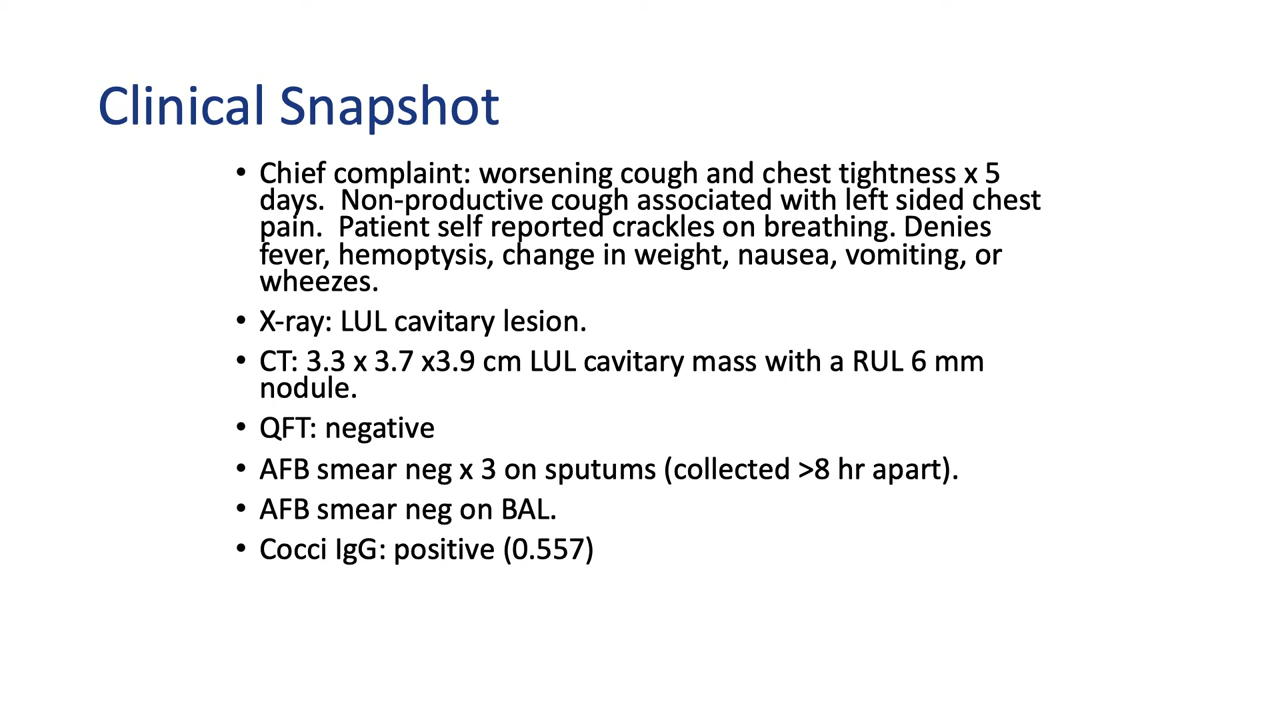 Clinical Snapshot
• Chief complaint: worsening cough and chest tightness x 5
days.  Non-productive cough associated with left sided chest
pain.  Patient self reported crackles on breathing. Denies
fever, hemoptysis, change in weight, nausea, vomiting, or
wheezes.
• X-ray: LUL cavitary lesion.
• CT: 3.3 x 3.7 x3.9 cm LUL cavitary mass with a RUL 6 mm
nodule.
• QFT: negative
• AFB smear neg x 3 on sputums (collected >8 hr apart).
• AFB smear neg on BAL.
• Cocci IgG: positive (0.557)